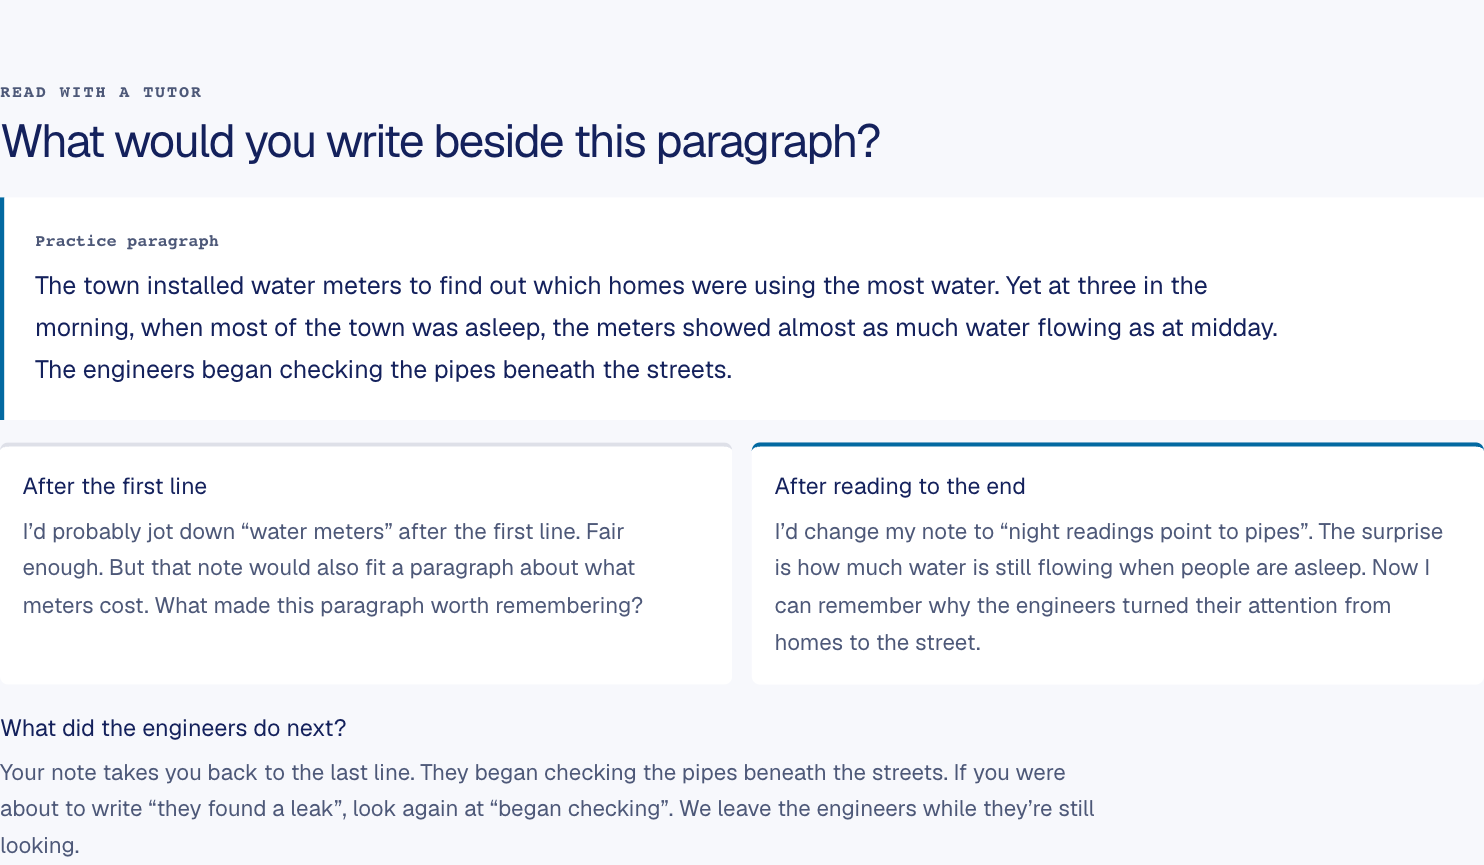 READ WITH A TUTOR
What would you write beside this paragraph?
Practice paragraph
The town installed water meters to find out which homes were using the most water. Yet at three in the
morning, when most of the town was asleep, the meters showed almost as much water flowing as at midday.
The engineers began checking the pipes beneath the streets.
After the first line
I’d probably jot down “water meters” after the first line. Fair
enough. But that note would also fit a paragraph about what
meters cost. What made this paragraph worth remembering?
After reading to the end
I’d change my note to “night readings point to pipes”. The surprise
is how much water is still flowing when people are asleep. Now I
can remember why the engineers turned their attention from
homes to the street.
What did the engineers do next?
Your note takes you back to the last line. They began checking the pipes beneath the streets. If you were
about to write “they found a leak”, look again at “began checking”. We leave the engineers while they’re still
looking.